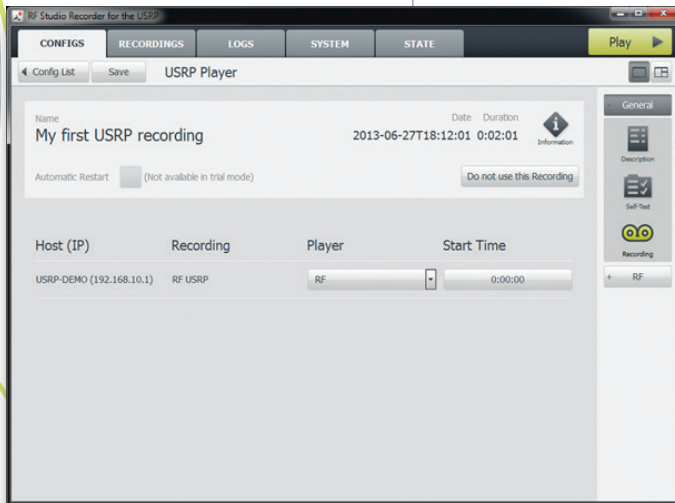 RF Studio Recorder for the USRP
CONFIGS RECORDINGS LOGS SYSTEM STATE Play
Config List Save USRP Player
General
Name Date Duration
My first USRP recording 2013-06-27T18:12:01 0:02:01
Information
Description
Automatic Restart (Not available in trial mode) Do not use this Recording
Self-Test
Host (IP) Recording Player Start Time
Recording
USRP-DEMO (192.168.10.1) RF USRP RF 0:00:00
+ RF